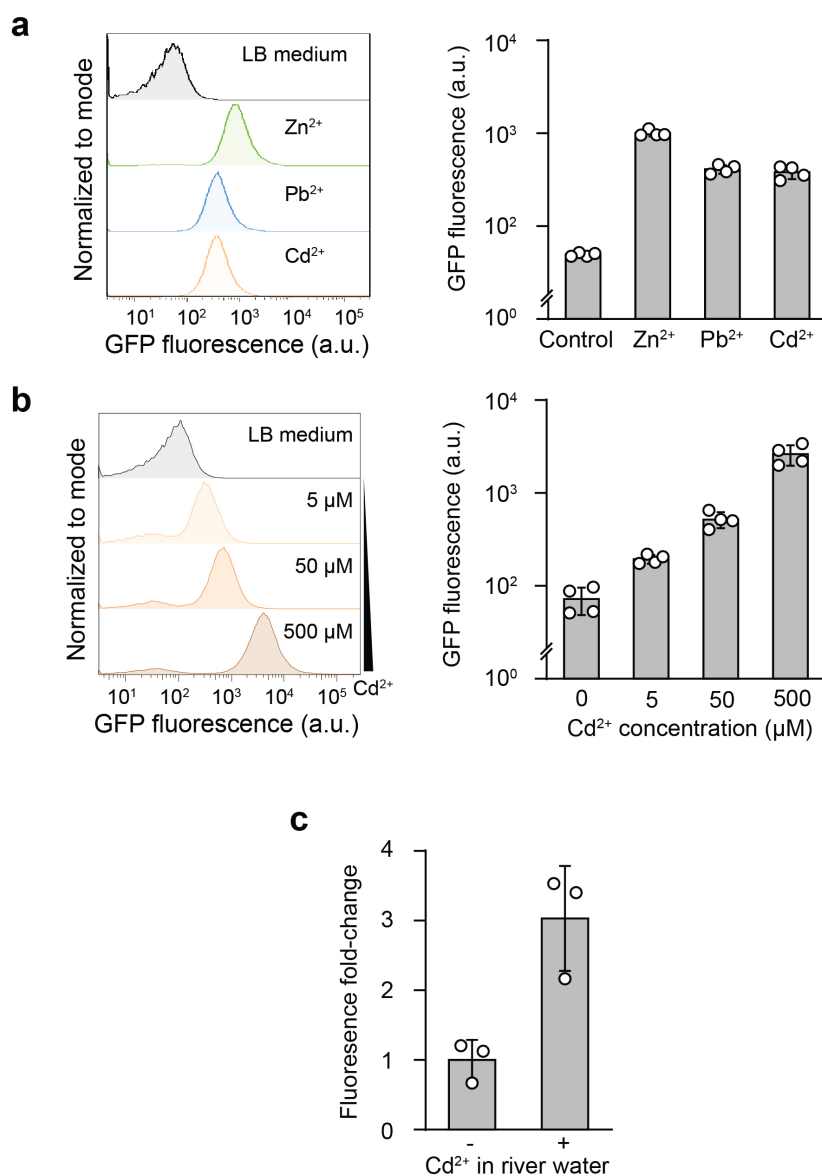 a
Normalized to mode
LB medium
Zn²⁺
Pb²⁺
Cd²⁺
10¹ 10² 10³ 10⁴ 10⁵
GFP fluorescence (a.u.)
GFP fluorescence (a.u.)
10⁴
10³
10²
10⁰
Control Zn²⁺ Pb²⁺ Cd²⁺
b
Normalized to mode
LB medium
5 µM
50 µM
500 µM
Cd²⁺
10¹ 10² 10³ 10⁴ 10⁵
GFP fluorescence (a.u.)
GFP fluorescence (a.u.)
10⁴
10³
10²
10⁰
0 5 50 500
Cd²⁺ concentration (µM)
c
Fluoresence fold-change
4
3
2
1
0
- +
Cd²⁺ in river water